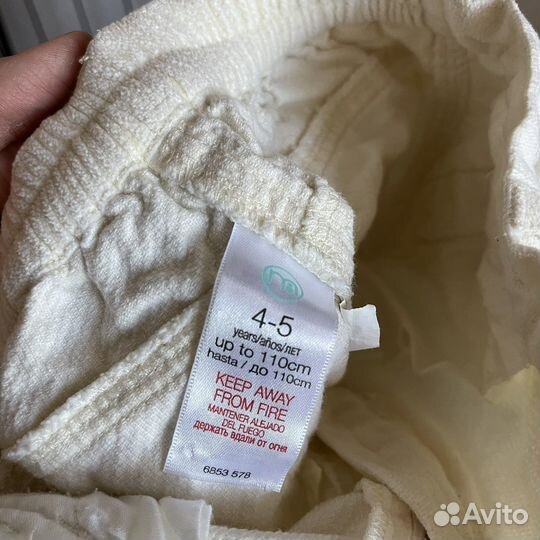 4-5
years/años/лет
up to 110cm
hasta / до 110cm
KEEP AWAY
FROM FIRE
MANTENER ALEJADO
DEL FUEGO
держать вдали от огня
6853 578
Avito